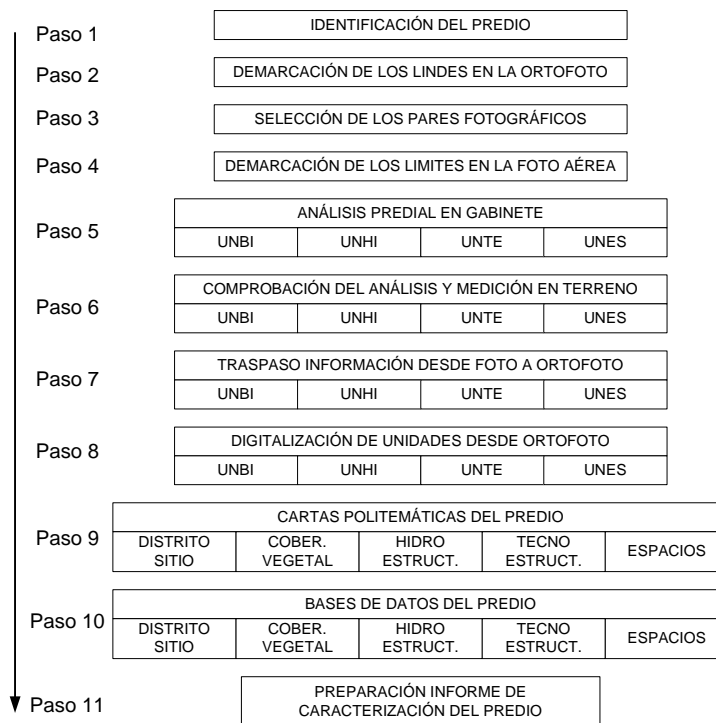 Paso 1
IDENTIFICACIÓN DEL PREDIO
Paso 2
DEMARCACIÓN DE LOS LINDES EN LA ORTOFOTO
Paso 3
SELECCIÓN DE LOS PARES FOTOGRÁFICOS
Paso 4
DEMARCACIÓN DE LOS LIMITES EN LA FOTO AÉREA
Paso 5
ANÁLISIS PREDIAL EN GABINETE
UNBI UNHI UNTE UNES
Paso 6
COMPROBACIÓN DEL ANÁLISIS Y MEDICIÓN EN TERRENO
UNBI UNHI UNTE UNES
Paso 7
TRASPASO INFORMACIÓN DESDE FOTO A ORTOFOTO
UNBI UNHI UNTE UNES
Paso 8
DIGITALIZACIÓN DE UNIDADES DESDE ORTOFOTO
UNBI UNHI UNTE UNES
Paso 9
CARTAS POLITEMÁTICAS DEL PREDIO
DISTRITO
SITIO
COBER.
VEGETAL
HIDRO
ESTRUCT.
TECNO
ESTRUCT.
ESPACIOS
Paso 10
BASES DE DATOS DEL PREDIO
DISTRITO
SITIO
COBER.
VEGETAL
HIDRO
ESTRUCT.
TECNO
ESTRUCT.
ESPACIOS
Paso 11
PREPARACIÓN INFORME DE
CARACTERIZACIÓN DEL PREDIO